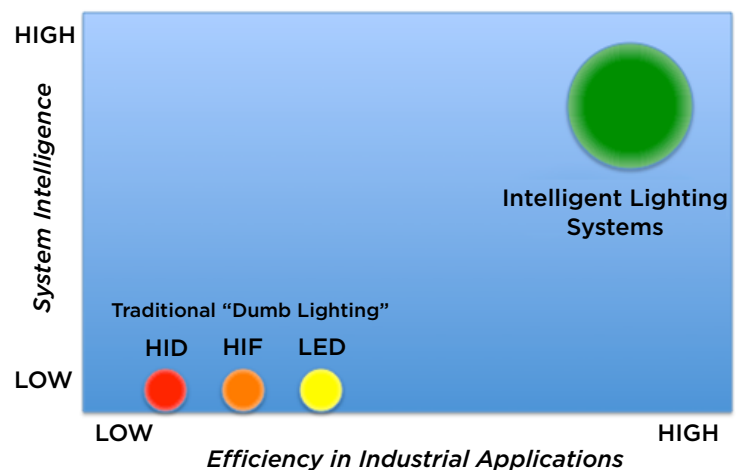 HIGH
System Intelligence
Intelligent Lighting
Systems
Traditional “Dumb Lighting”
HID HIF LED
LOW
LOW HIGH
Efficiency in Industrial Applications